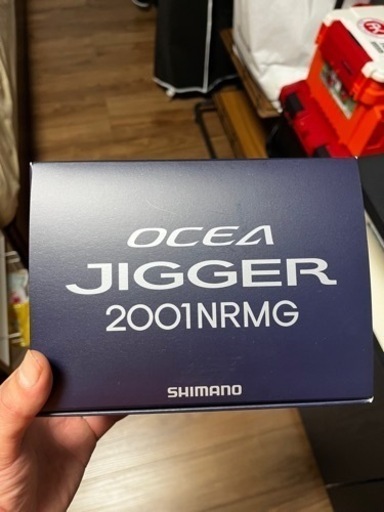 OCEA
JIGGER
2001NRMG
SHIMANO